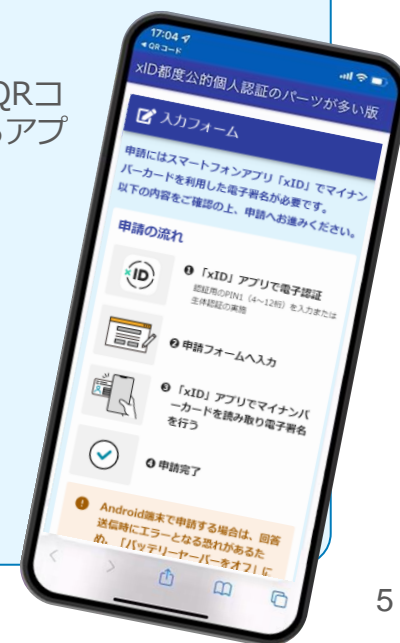 QRコ
るアプ
17:04
◀ QRコード
xID都度公的個人認証のパーツが多い版
入力フォーム
申請にはスマートフォンアプリ「xID」でマイナン
バーカードを利用した電子署名が必要です。
以下の内容をご確認の上、申請へお進みください。
申請の流れ
xID
❶ 「xID」アプリで電子認証
認証用のPIN1（4～12桁）を入力または
生体認証の実施
❷ 申請フォームへ入力
❸ 「xID」アプリでマイナンバ
ーカードを読み取り電子署名
を行う
❹ 申請完了
Android端末で申請する場合は、回答
送信時にエラーとなる恐れがあるた
め、「バッテリーセーバーをオフ」に
5